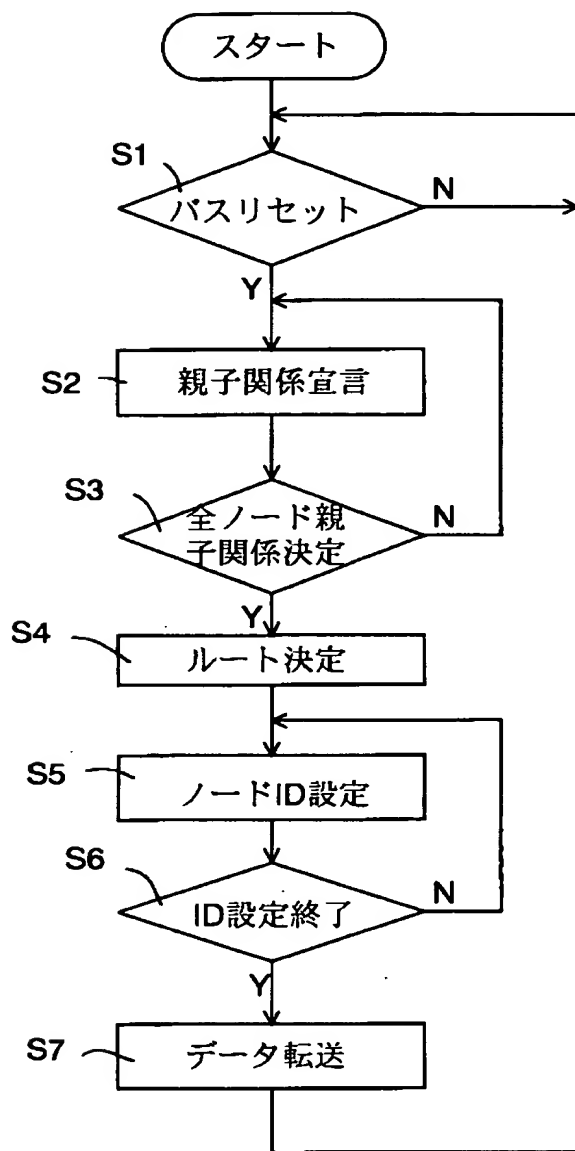 スタート
S1
バスリセット
N
Y
S2
親子関係宣言
S3
全ノード親
子関係決定
N
Y
S4
ルート決定
S5
ノードID設定
S6
ID設定終了
N
Y
S7
データ転送